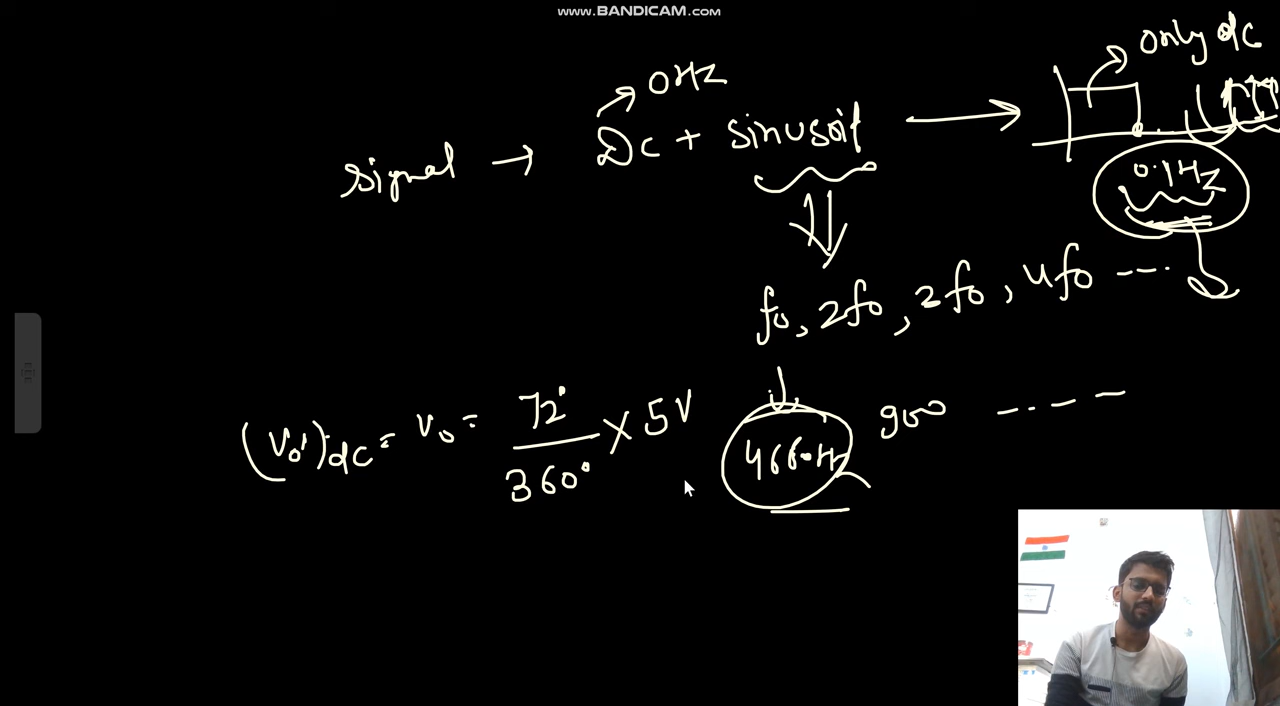 www.BANDICAM.com
only dc
0HZ
signal → Dc + sinusoil →
0.1HZ
f0, 2f0, 2f0, 4f0 ----
(V0')dc = V0 = 72° / 360° × 5V
466Hz 900 ----